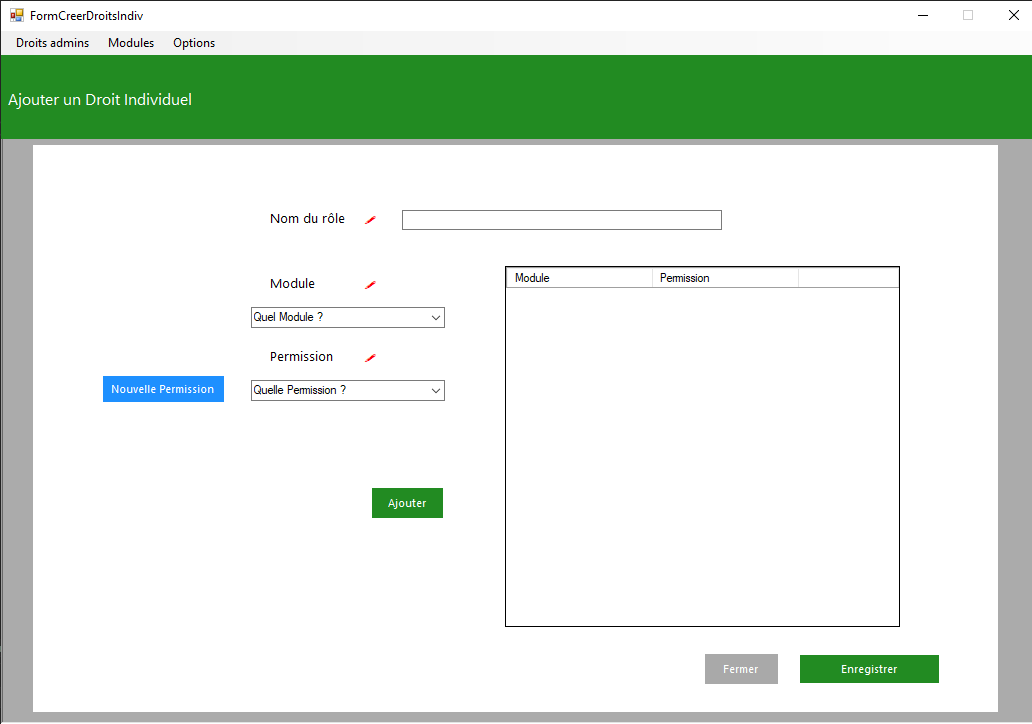 FormCreerDroitsIndiv
Droits admins Modules Options
Ajouter un Droit Individuel
Nom du rôle
Module
Quel Module ?
Permission
Nouvelle Permission
Quelle Permission ?
Ajouter
Module Permission
Fermer
Enregistrer